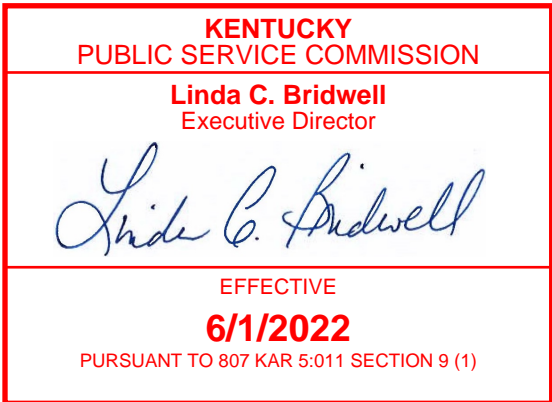 KENTUCKY
PUBLIC SERVICE COMMISSION
Linda C. Bridwell
Executive Director
Linda C. Bridwell
EFFECTIVE
6/1/2022
PURSUANT TO 807 KAR 5:011 SECTION 9 (1)